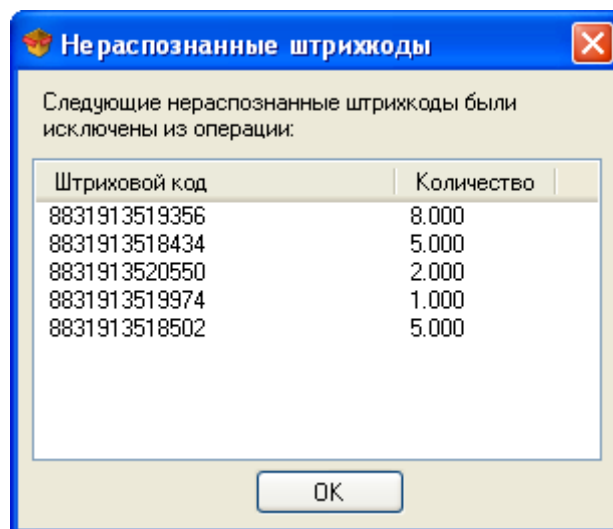 Нераспознанные штрихкоды
Следующие нераспознанные штрихкоды были
исключены из операции:
Штриховой код Количество
8831913519356 8.000
8831913518434 5.000
8831913520550 2.000
8831913519974 1.000
8831913518502 5.000
OK